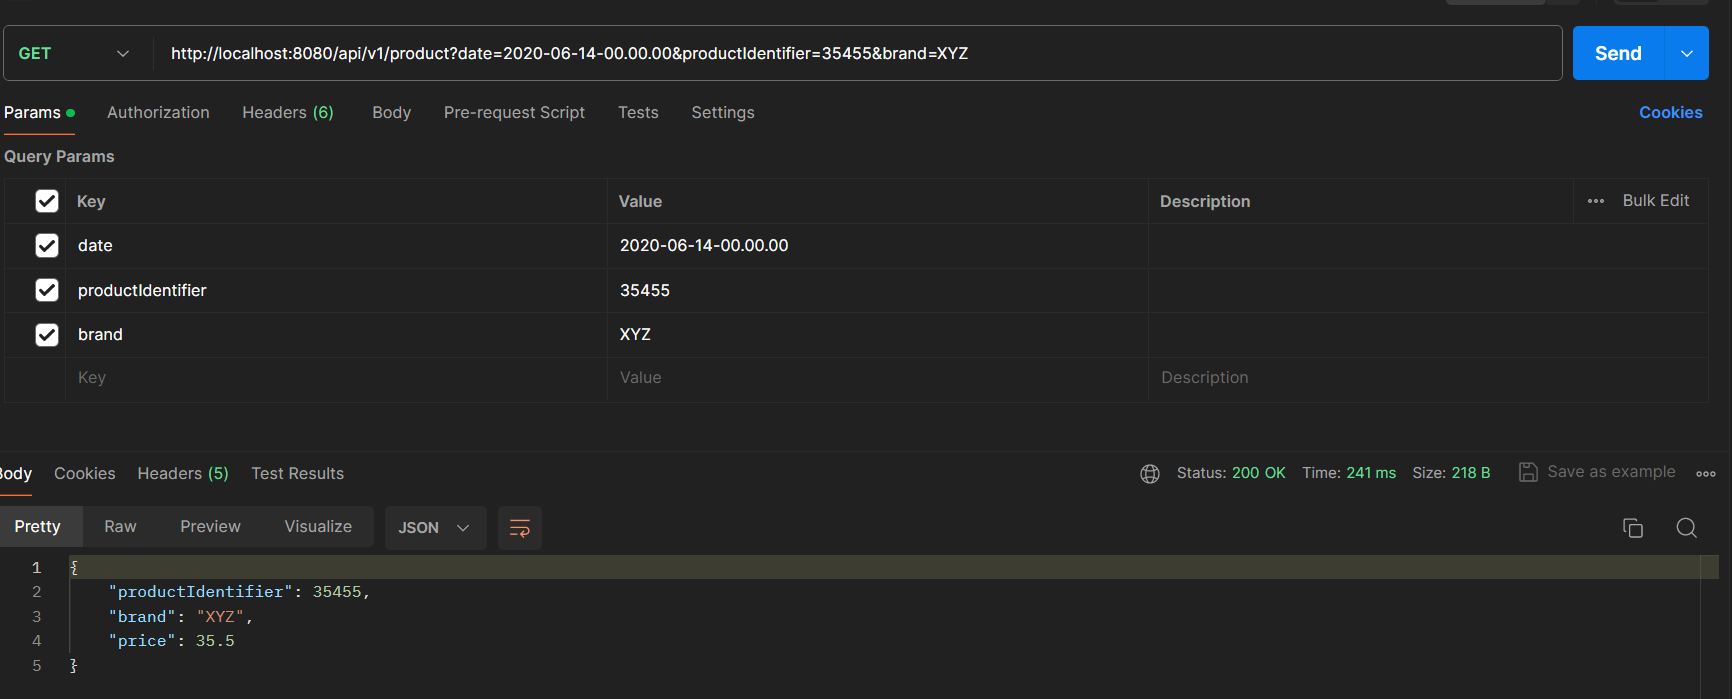 GET http://localhost:8080/api/v1/product?date=2020-06-14-00.00.00&productIdentifier=35455&brand=XYZ Send
Params Authorization Headers (6) Body Pre-request Script Tests Settings Cookies
Query Params
Key Value Description Bulk Edit
date 2020-06-14-00.00.00
productIdentifier 35455
brand XYZ
Key Value Description
Body Cookies Headers (5) Test Results Status: 200 OK Time: 241 ms Size: 218 B Save as example
Pretty Raw Preview Visualize JSON
1 {
2 "productIdentifier": 35455,
3 "brand": "XYZ",
4 "price": 35.5
5 }